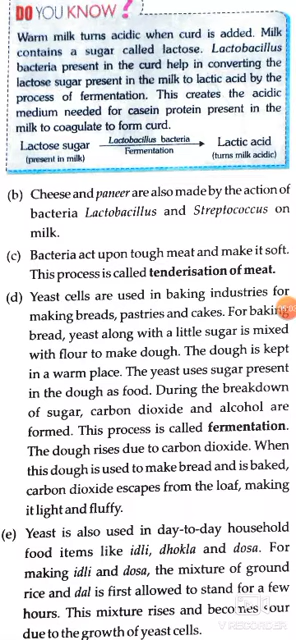 DO YOU KNOW ?
Warm milk turns acidic when curd is added. Milk
contains a sugar called lactose. Lactobacillus
bacteria present in the curd help in converting the
lactose sugar present in the milk to lactic acid by the
process of fermentation. This creates the acidic
medium needed for casein protein present in the
milk to coagulate to form curd.
Lactose sugar Lactobacillus bacteria Lactic acid
(present in milk) Fermentation (turns milk acidic)
(b) Cheese and paneer are also made by the action of
bacteria Lactobacillus and Streptococcus on
milk.
(c) Bacteria act upon tough meat and make it soft.
This process is called tenderisation of meat.
(d) Yeast cells are used in baking industries for
making breads, pastries and cakes. For baking
bread, yeast along with a little sugar is mixed
with flour to make dough. The dough is kept
in a warm place. The yeast uses sugar present
in the dough as food. During the breakdown
of sugar, carbon dioxide and alcohol are
formed. This process is called fermentation.
The dough rises due to carbon dioxide. When
this dough is used to make bread and is baked,
carbon dioxide escapes from the loaf, making
it light and fluffy.
(e) Yeast is also used in day-to-day household
food items like idli, dhokla and dosa. For
making idli and dosa, the mixture of ground
rice and dal is first allowed to stand for a few
hours. This mixture rises and becomes sour
due to the growth of yeast cells.